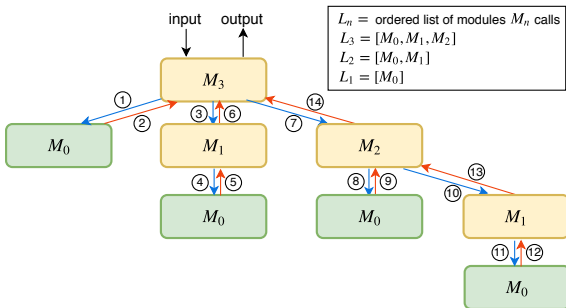 input output
Lₙ = ordered list of modules Mₙ calls
L₃ = [M₀, M₁, M₂]
L₂ = [M₀, M₁]
L₁ = [M₀]
M₃
① ② ③ ⑥ ⑦ ⑭
M₀ M₁ M₂
④ ⑤ ⑧ ⑨ ⑩ ⑬
M₀ M₀ M₁
⑪ ⑫
M₀